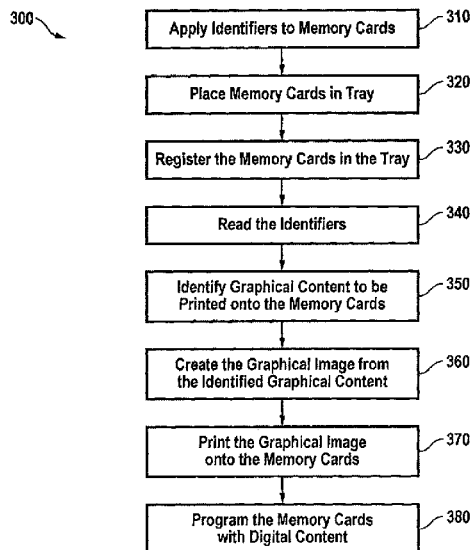 300
Apply Identifiers to Memory Cards
310
Place Memory Cards in Tray
320
Register the Memory Cards in the Tray
330
Read the Identifiers
340
Identify Graphical Content to be
Printed onto the Memory Cards
350
Create the Graphical Image from
the Identified Graphical Content
360
Print the Graphical Image
onto the Memory Cards
370
Program the Memory Cards
with Digital Content
380